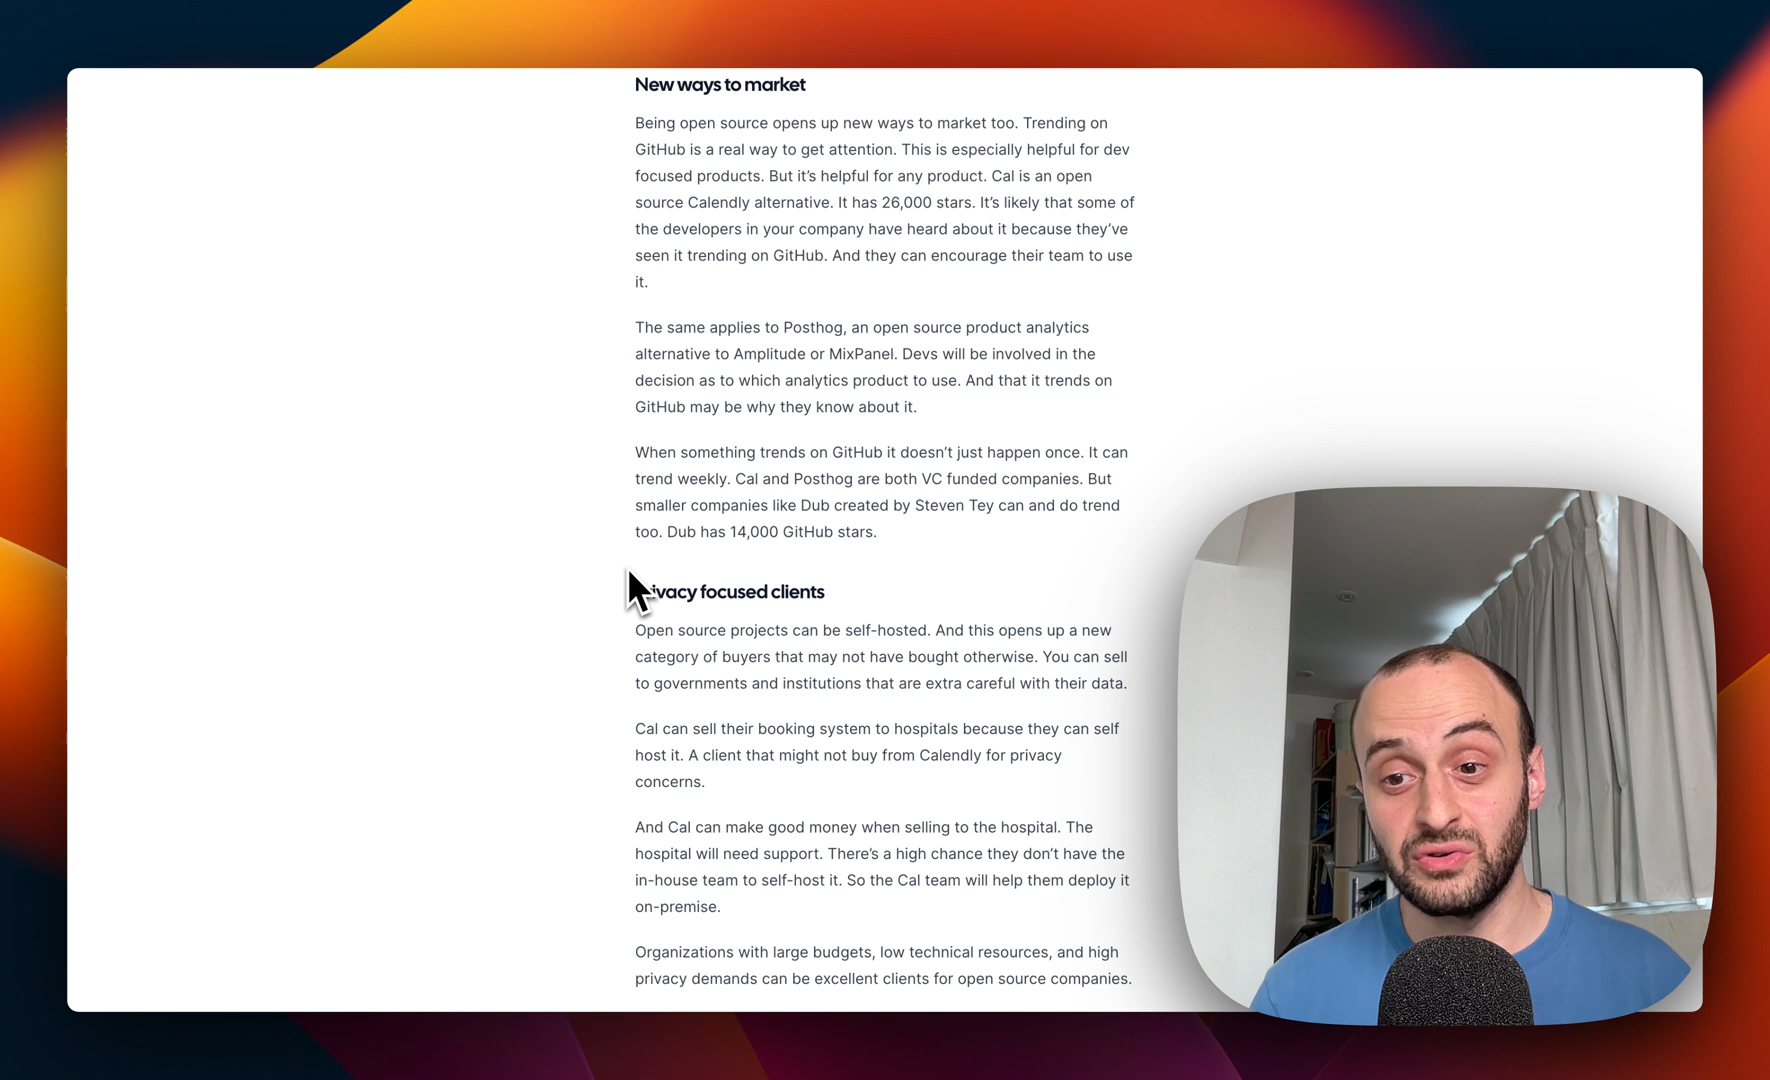 New ways to market
Being open source opens up new ways to market too. Trending on
GitHub is a real way to get attention. This is especially helpful for dev
focused products. But it’s helpful for any product. Cal is an open
source Calendly alternative. It has 26,000 stars. It’s likely that some of
the developers in your company have heard about it because they’ve
seen it trending on GitHub. And they can encourage their team to use
it.
The same applies to Posthog, an open source product analytics
alternative to Amplitude or MixPanel. Devs will be involved in the
decision as to which analytics product to use. And that it trends on
GitHub may be why they know about it.
When something trends on GitHub it doesn’t just happen once. It can
trend weekly. Cal and Posthog are both VC funded companies. But
smaller companies like Dub created by Steven Tey can and do trend
too. Dub has 14,000 GitHub stars.
ivacy focused clients
Open source projects can be self-hosted. And this opens up a new
category of buyers that may not have bought otherwise. You can sell
to governments and institutions that are extra careful with their data.
Cal can sell their booking system to hospitals because they can self
host it. A client that might not buy from Calendly for privacy
concerns.
And Cal can make good money when selling to the hospital. The
hospital will need support. There’s a high chance they don’t have the
in-house team to self-host it. So the Cal team will help them deploy it
on-premise.
Organizations with large budgets, low technical resources, and high
privacy demands can be excellent clients for open source companies.